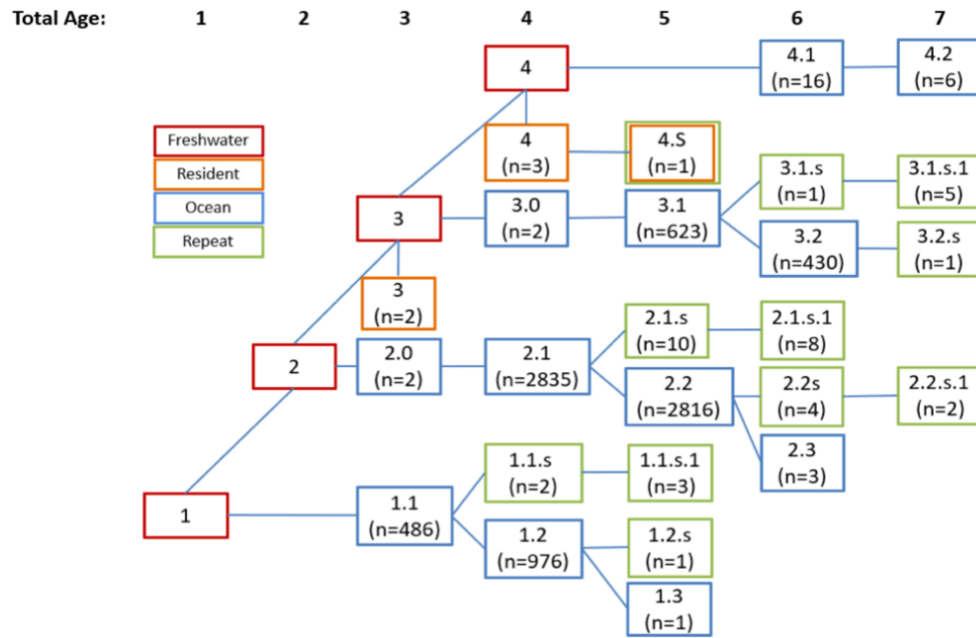 Total Age: 1 2 3 4 5 6 7
4
4.1
(n=16)
4.2
(n=6)
Freshwater
Resident
Ocean
Repeat
4
(n=3)
4.S
(n=1)
3
3.0
(n=2)
3.1
(n=623)
3.1.s
(n=1)
3.1.s.1
(n=5)
3.2
(n=430)
3.2.s
(n=1)
3
(n=2)
2
2.0
(n=2)
2.1
(n=2835)
2.1.s
(n=10)
2.1.s.1
(n=8)
2.2
(n=2816)
2.2s
(n=4)
2.2.s.1
(n=2)
2.3
(n=3)
1
1.1
(n=486)
1.1.s
(n=2)
1.1.s.1
(n=3)
1.2
(n=976)
1.2.s
(n=1)
1.3
(n=1)